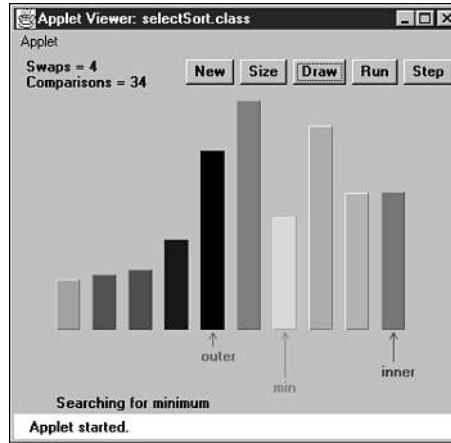 Applet Viewer: selectSort.class
Applet
Swaps = 4
Comparisons = 34
New Size Draw Run Step
outer
min
inner
Searching for minimum
Applet started.